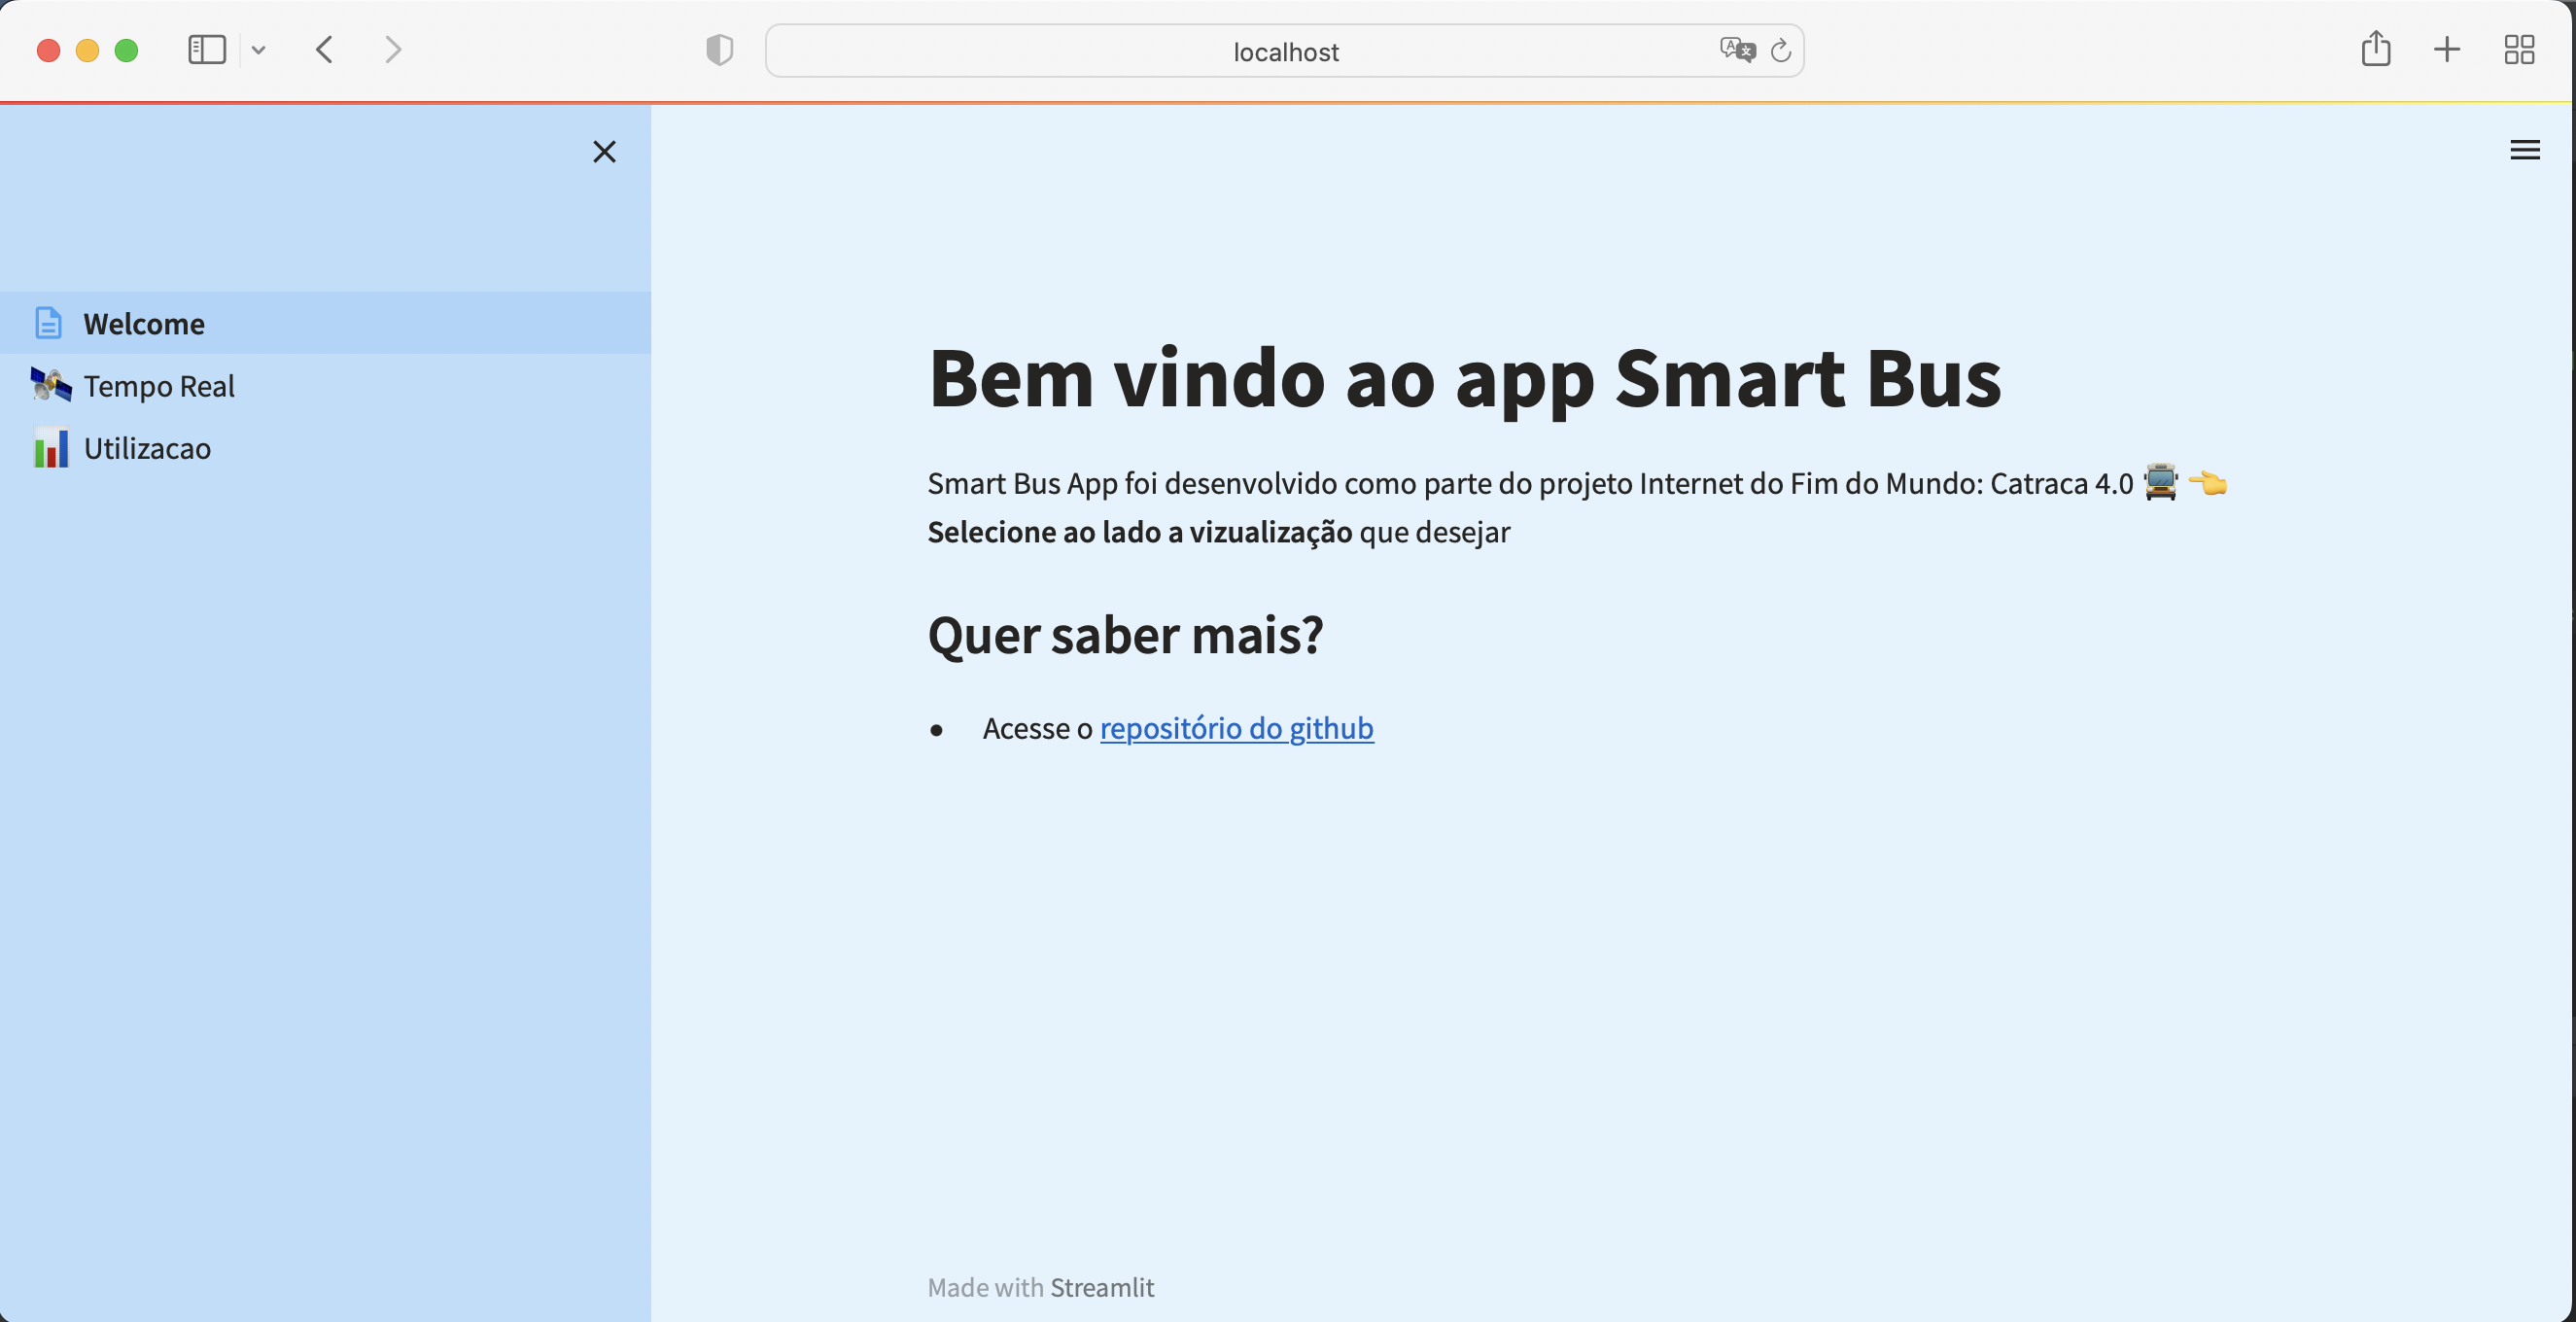 localhost
Welcome
Tempo Real
Utilizacao
Bem vindo ao app Smart Bus
Smart Bus App foi desenvolvido como parte do projeto Internet do Fim do Mundo: Catraca 4.0 🚍 👈
Selecione ao lado a vizualização que desejar
Quer saber mais?
• Acesse o repositório do github
Made with Streamlit